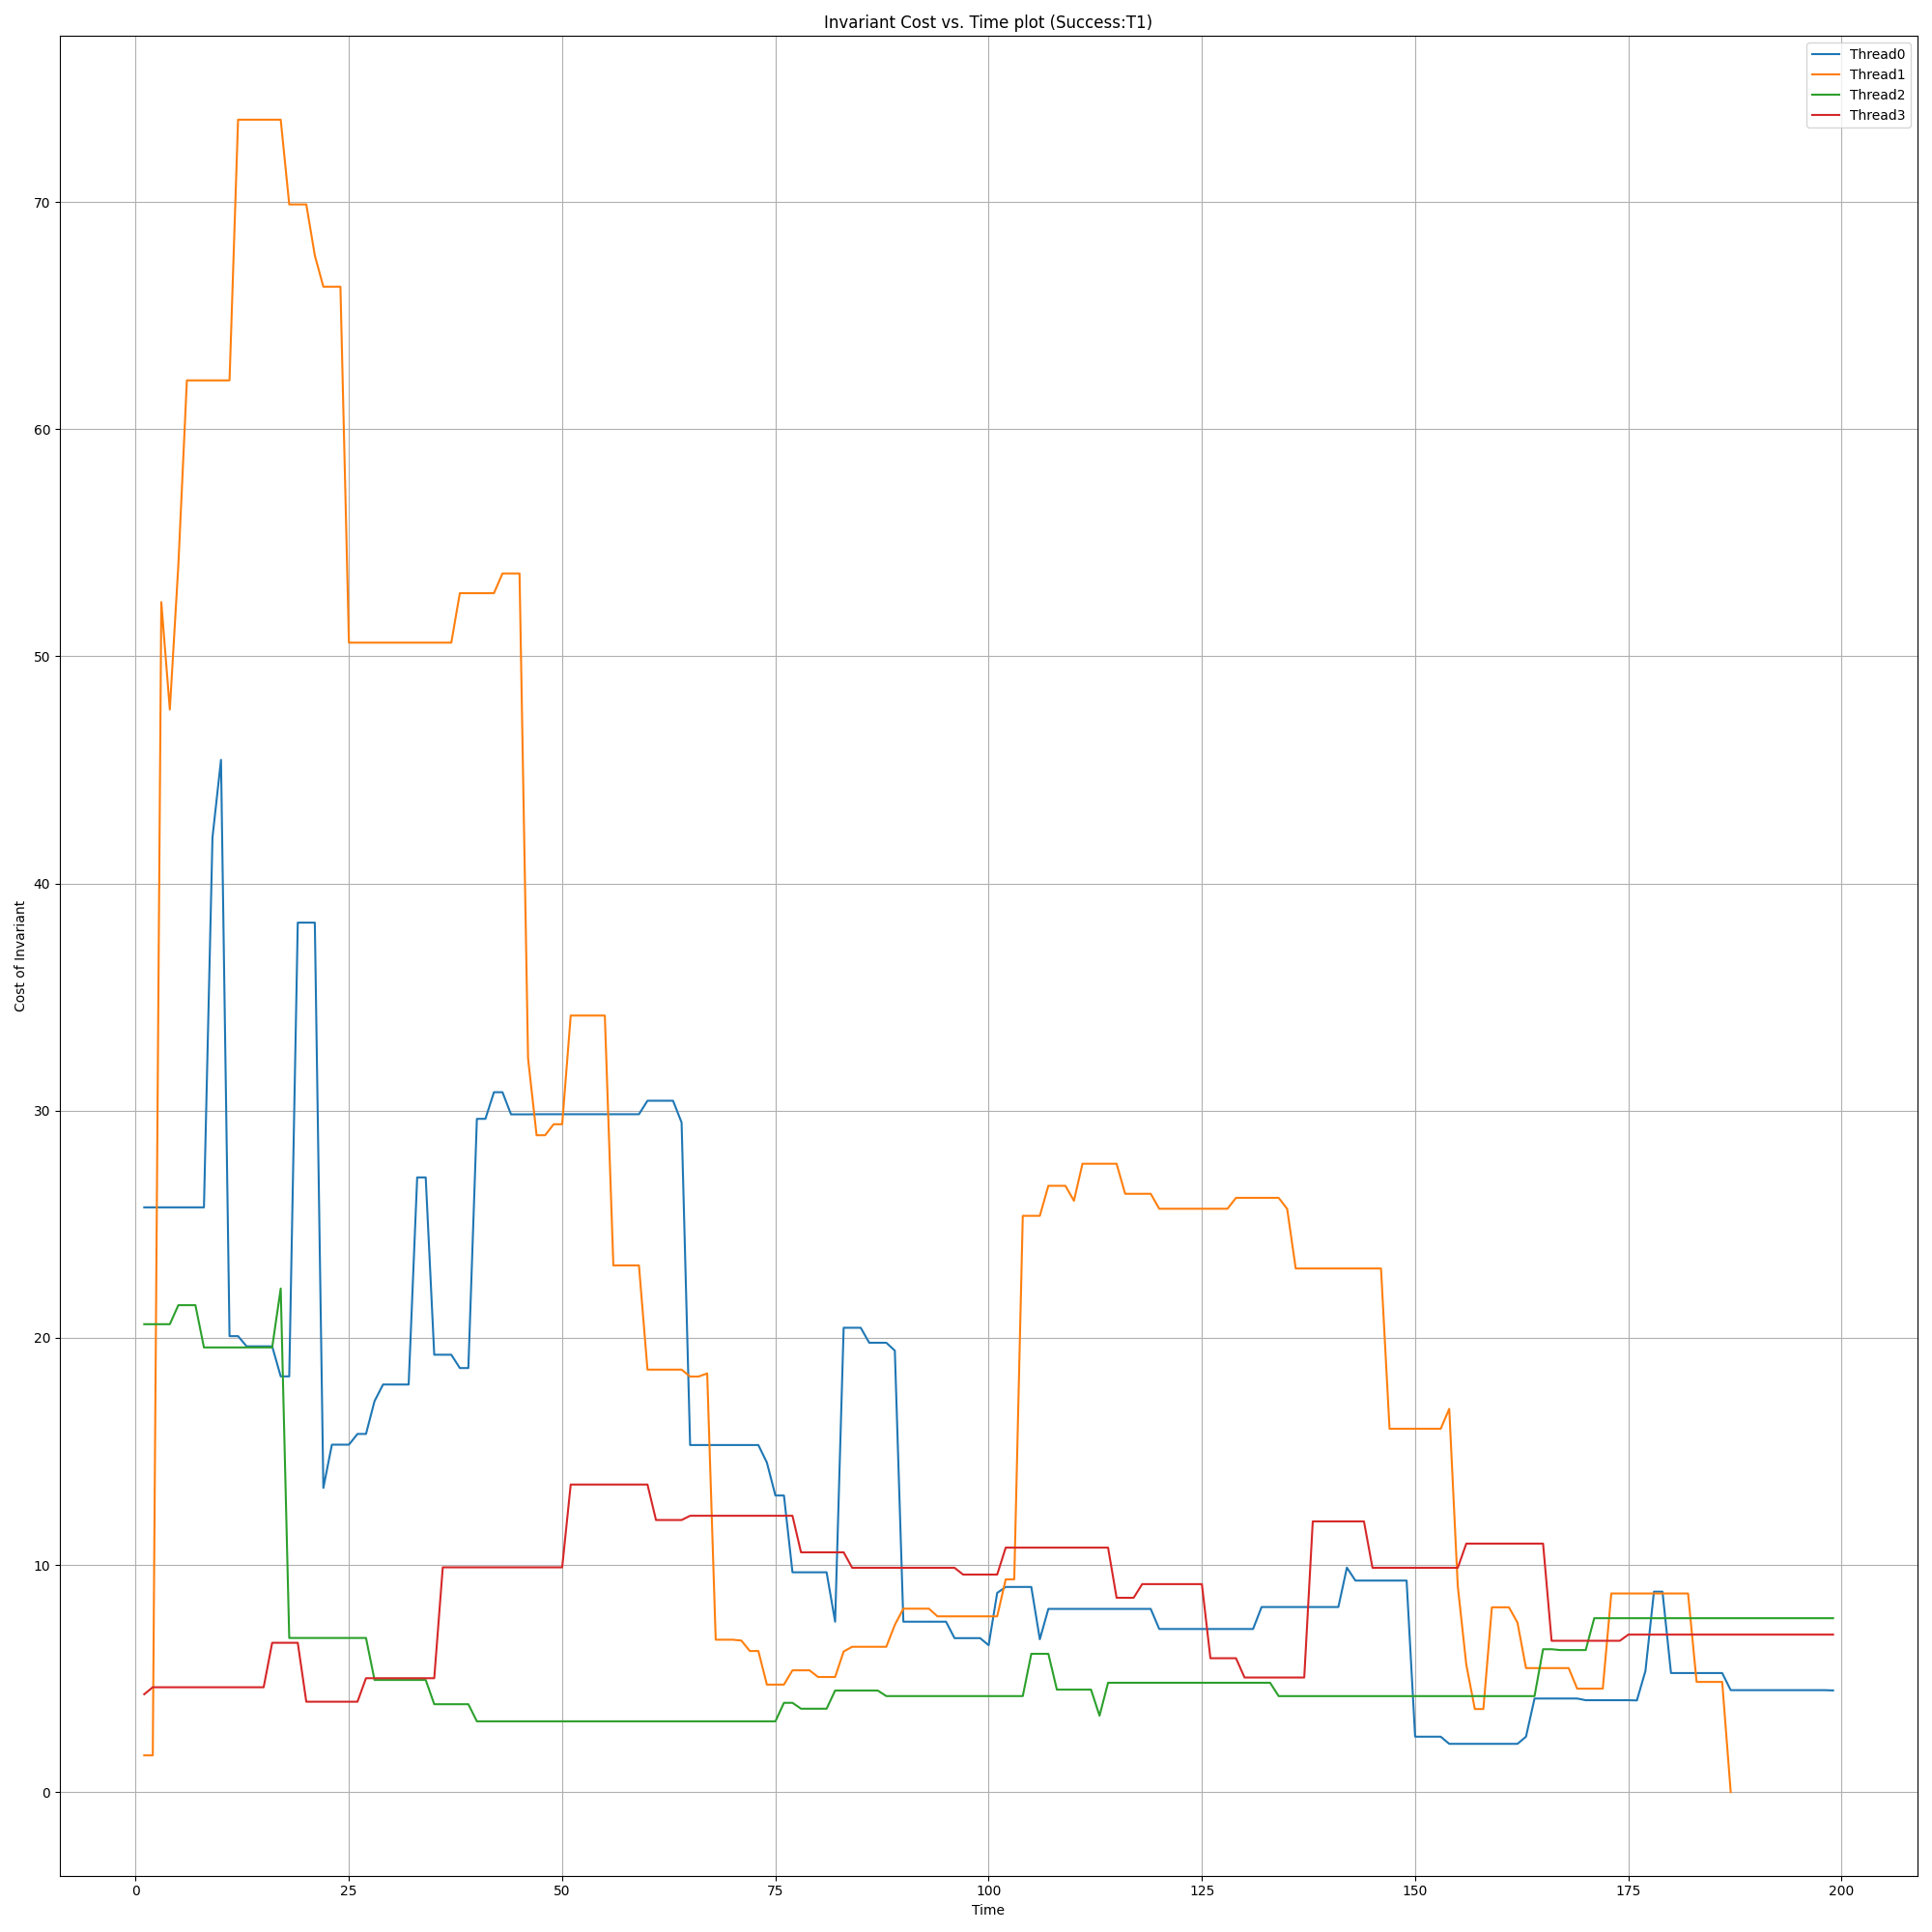 Invariant Cost vs. Time plot (Success:T1)
Thread0
Thread1
Thread2
Thread3
70
60
50
40
30
20
10
0
Cost of Invariant
0 25 50 75 100 125 150 175 200
Time